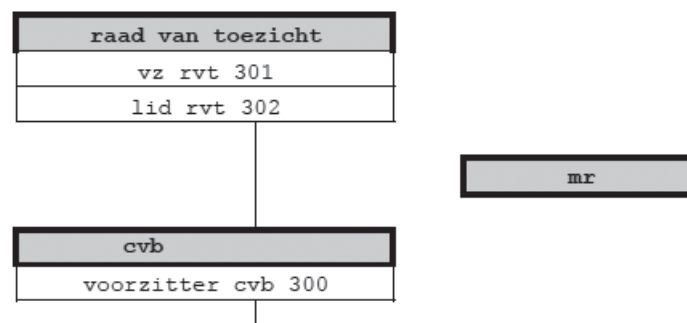 raad van toezicht
vz rvt 301
lid rvt 302
mr
cvb
voorzitter cvb 300